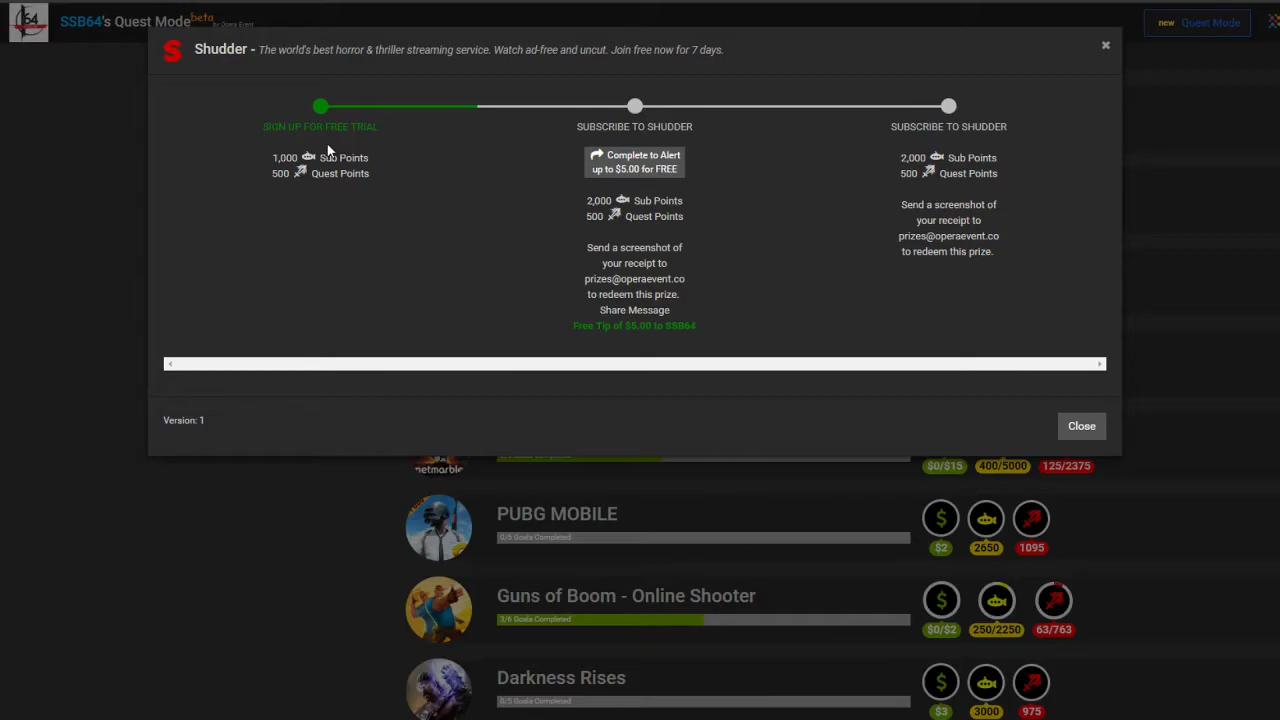 64
SSB64's Quest Mode beta
by Opera Event
new Quest Mode
S
Shudder - The world's best horror & thriller streaming service. Watch ad-free and uncut. Join free now for 7 days.
SIGN UP FOR FREE TRIAL
1,000 Sub Points
500 Quest Points
SUBSCRIBE TO SHUDDER
Complete to Alert
up to $5.00 for FREE
2,000 Sub Points
500 Quest Points
Send a screenshot of
your receipt to
prizes@operaevent.co
to redeem this prize.
Share Message
Free Tip of $5.00 to SSB64
SUBSCRIBE TO SHUDDER
2,000 Sub Points
500 Quest Points
Send a screenshot of
your receipt to
prizes@operaevent.co
to redeem this prize.
Version: 1
Close
netmarble
$0/$15
400/5000
125/2375
PUBG MOBILE
0/5 Goals Completed
$2
2650
1095
Guns of Boom - Online Shooter
3/6 Goals Completed
$0/$2
250/2250
63/763
Darkness Rises
0/5 Goals Completed
$3
3000
975